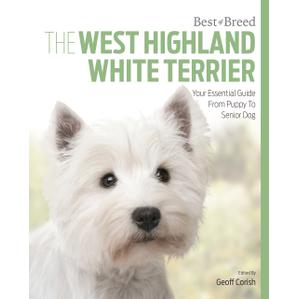 Best of Breed
THE WEST HIGHLAND
WHITE TERRIER
Your Essential Guide
From Puppy To
Senior Dog
Edited By
Geoff Corish